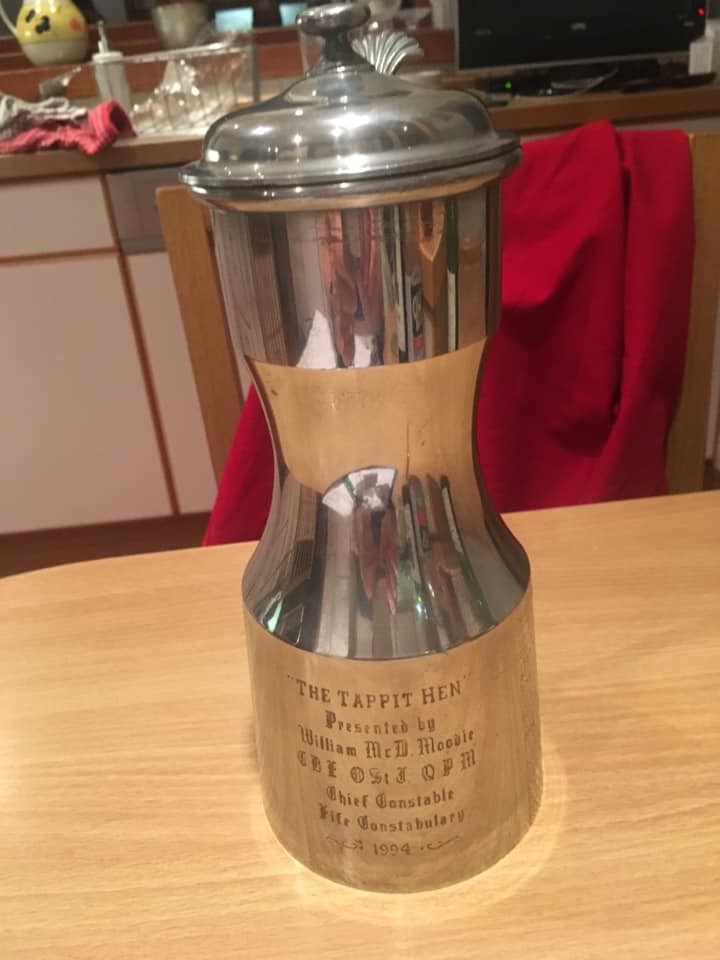 "THE TAPPIT HEN"
Presented by
William McD. Moodie
CBE OStJ. QPM
Chief Constable
Fife Constabulary
1994